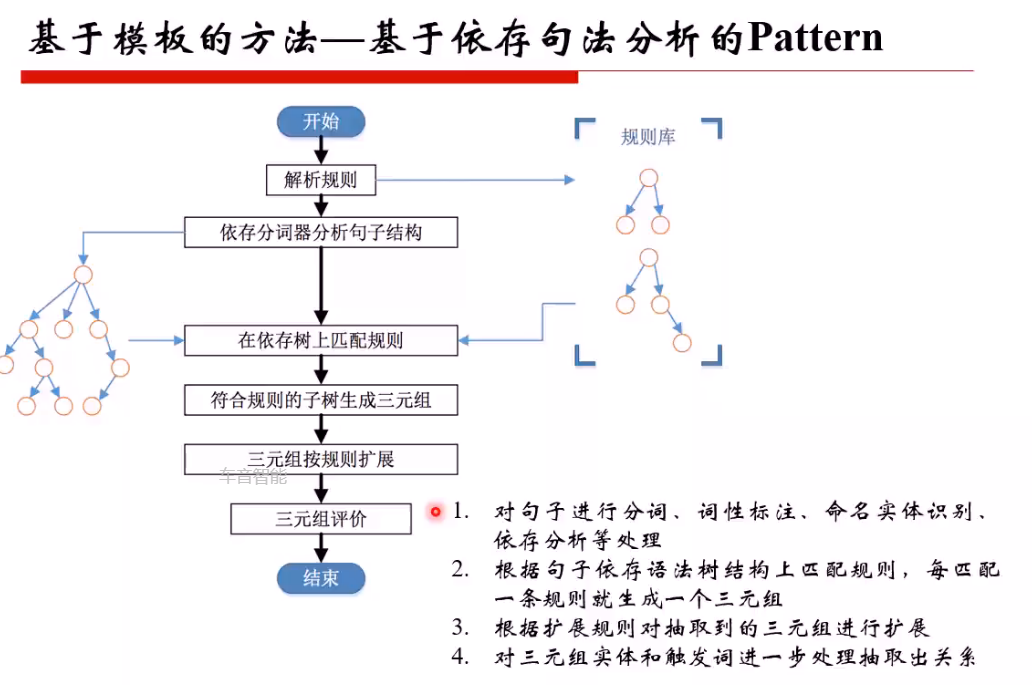 基于模板的方法—基于依存句法分析的Pattern
开始
规则库
解析规则
依存分词器分析句子结构
在依存树上匹配规则
符合规则的子树生成三元组
三元组按规则扩展
车音智能
三元组评价
结束
1. 对句子进行分词、词性标注、命名实体识别、
依存分析等处理
2. 根据句子依存语法树结构上匹配规则，每匹配
一条规则就生成一个三元组
3. 根据扩展规则对抽取到的三元组进行扩展
4. 对三元组实体和触发词进一步处理抽取出关系